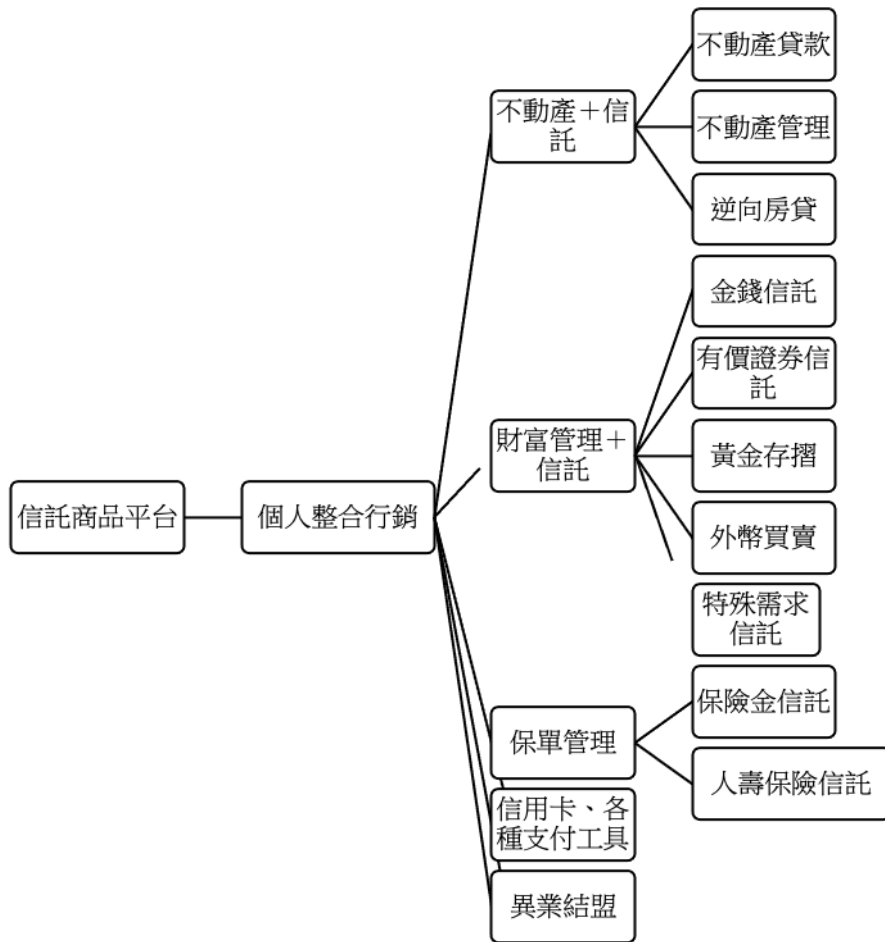 不動產貸款
不動產＋信
託
不動產管理
逆向房貸
金錢信託
有價證券信
託
財富管理＋
信託
黃金存摺
信託商品平台
個人整合行銷
外幣買賣
特殊需求
信託
保險金信託
保單管理
人壽保險信託
信用卡、各
種支付工具
異業結盟